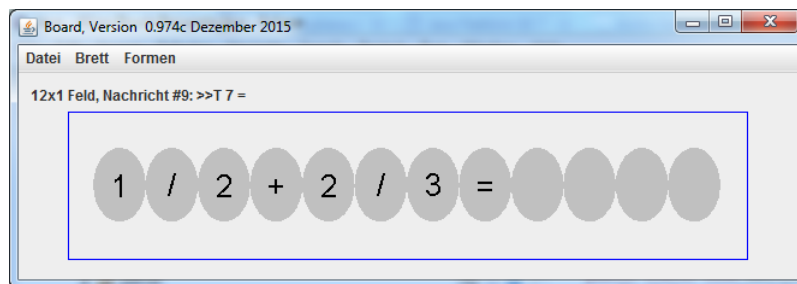 Board, Version 0.974c Dezember 2015
Datei Brett Formen
12x1 Feld, Nachricht #9: >>T 7 =
1 / 2 + 2 / 3 =